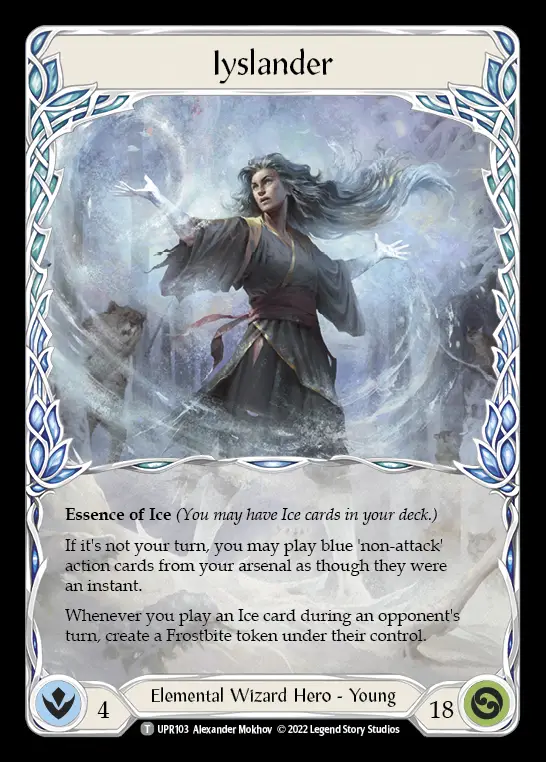 Iyslander
Essence of Ice (You may have Ice cards in your deck.)
If it's not your turn, you may play blue 'non-attack'
action cards from your arsenal as though they were
an instant.
Whenever you play an Ice card during an opponent's
turn, create a Frostbite token under their control.
Elemental Wizard Hero - Young
4
18
T UPR103 Alexander Mokhov © 2022 Legend Story Studios